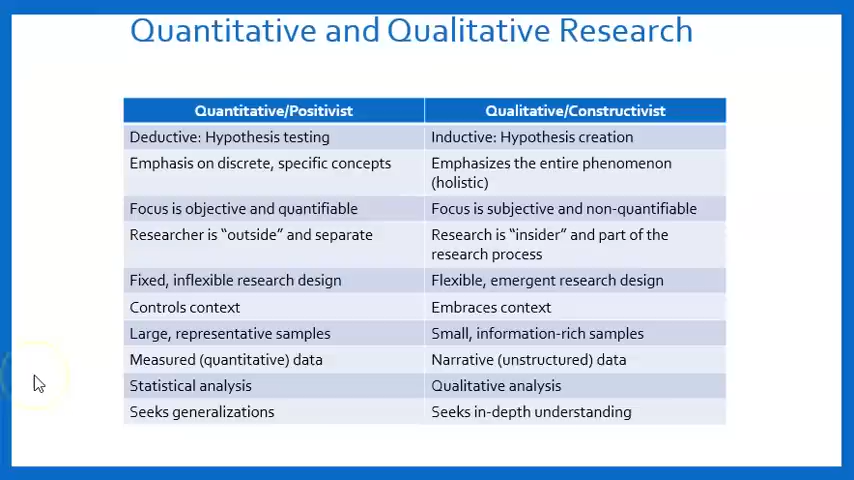 Quantitative and Qualitative Research
Quantitative/Positivist Qualitative/Constructivist
Deductive: Hypothesis testing Inductive: Hypothesis creation
Emphasis on discrete, specific concepts Emphasizes the entire phenomenon
(holistic)
Focus is objective and quantifiable Focus is subjective and non-quantifiable
Researcher is “outside” and separate Research is “insider” and part of the
research process
Fixed, inflexible research design Flexible, emergent research design
Controls context Embraces context
Large, representative samples Small, information-rich samples
Measured (quantitative) data Narrative (unstructured) data
Statistical analysis Qualitative analysis
Seeks generalizations Seeks in-depth understanding